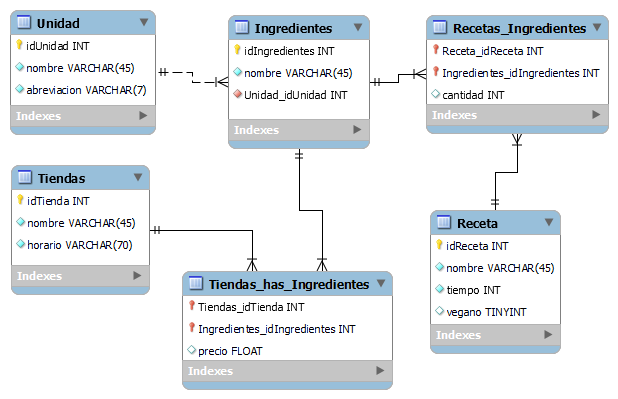 Unidad
idUnidad INT
nombre VARCHAR(45)
abreviacion VARCHAR(7)
Indexes
Ingredientes
idIngredientes INT
nombre VARCHAR(45)
Unidad_idUnidad INT
Indexes
Recetas_Ingredientes
Receta_idReceta INT
Ingredientes_idIngredientes INT
cantidad INT
Indexes
Tiendas
idTienda INT
nombre VARCHAR(45)
horario VARCHAR(70)
Indexes
Tiendas_has_Ingredientes
Tiendas_idTienda INT
Ingredientes_idIngredientes INT
precio FLOAT
Indexes
Receta
idReceta INT
nombre VARCHAR(45)
tiempo INT
vegano TINYINT
Indexes